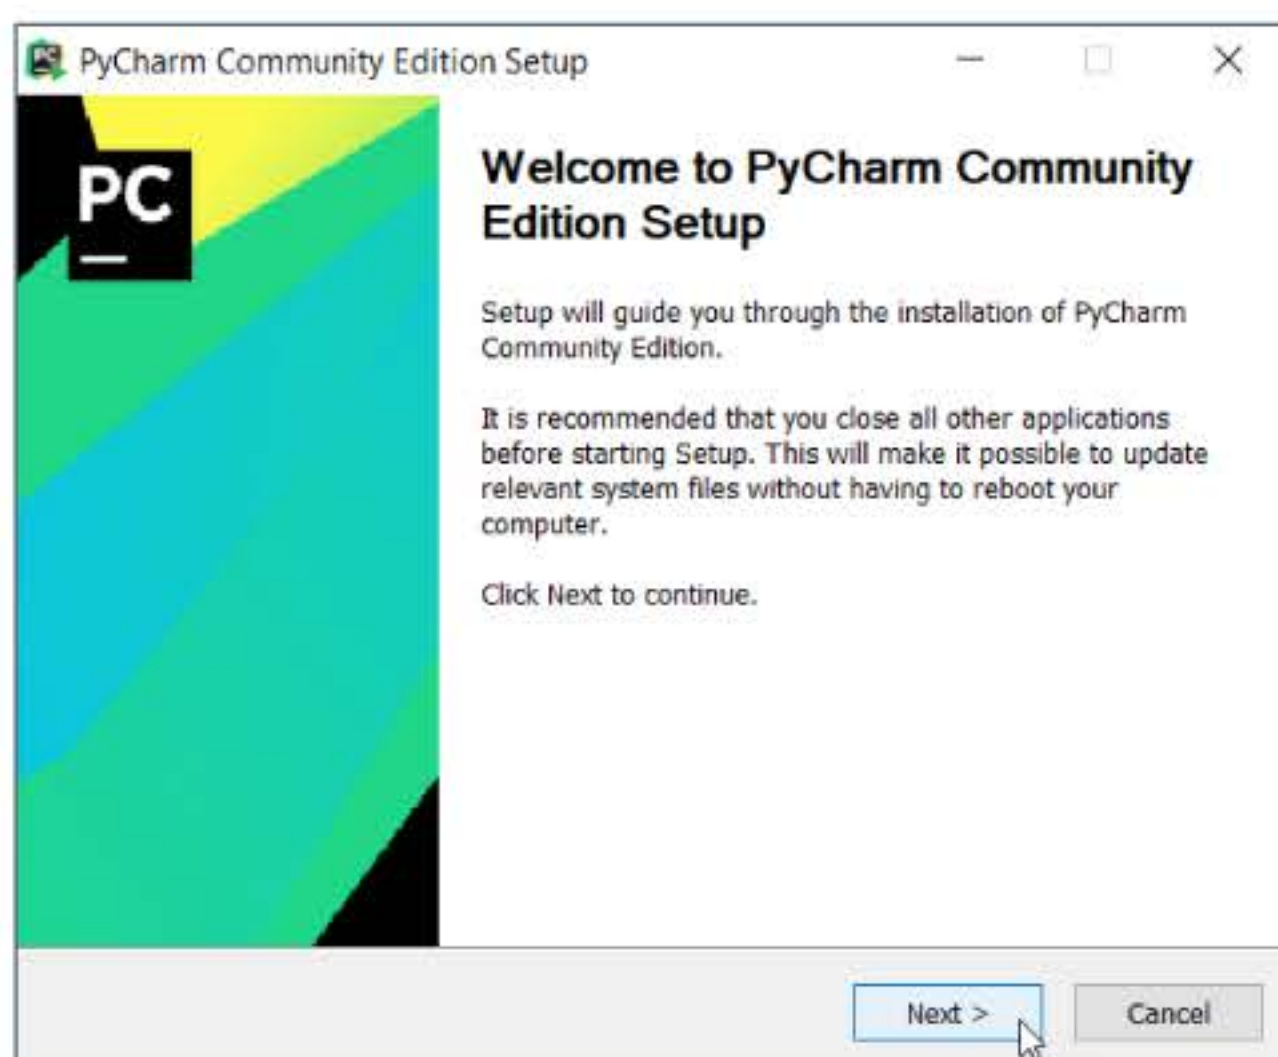 PyCharm Community Edition Setup
PC
Welcome to PyCharm Community
Edition Setup
Setup will guide you through the installation of PyCharm
Community Edition.
It is recommended that you close all other applications
before starting Setup. This will make it possible to update
relevant system files without having to reboot your
computer.
Click Next to continue.
Next >
Cancel